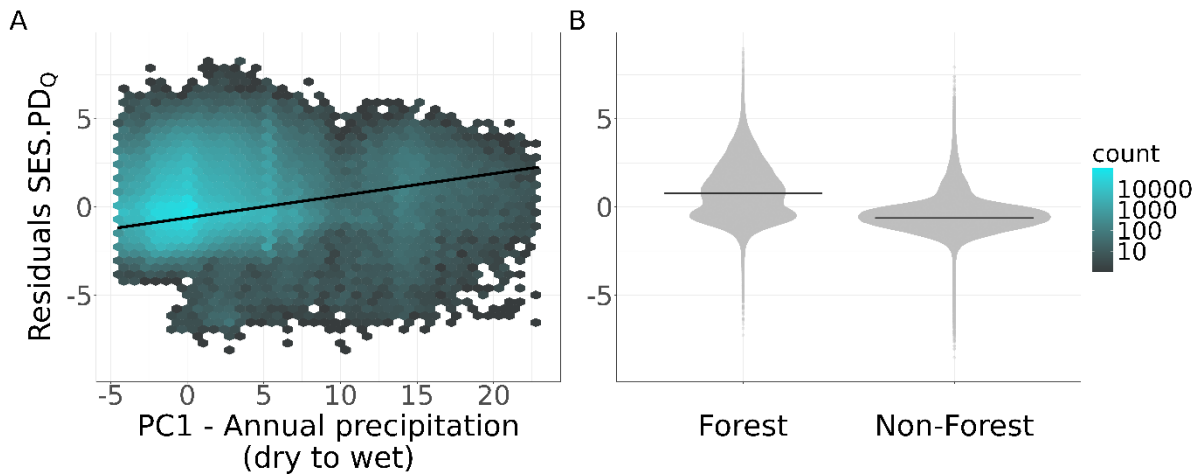 A
B
Residuals SES.PDQ
5
0
-5
-5 0 5 10 15 20
PC1 - Annual precipitation
(dry to wet)
5
0
-5
Forest Non-Forest
count
10000
1000
100
10